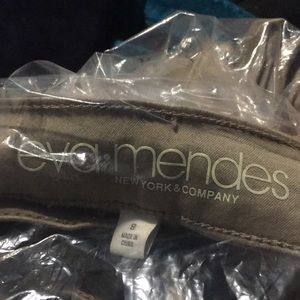 eva mendes
NEW YORK & COMPANY
8
MADE IN
CHINA